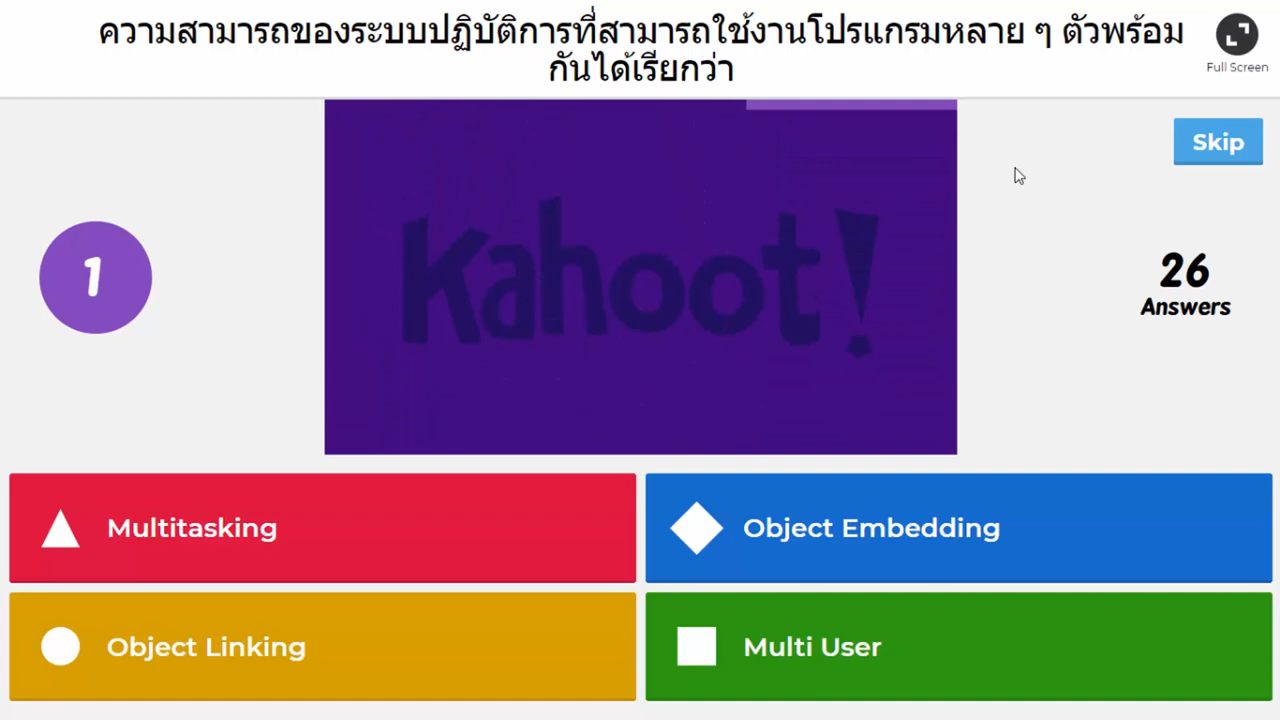 ความสามารถของระบบปฏิบัติการที่สามารถใช้งานโปรแกรมหลาย ๆ ตัวพร้อม
กันได้เรียกว่า
Full Screen
Skip
Kahoot!
1
26
Answers
Multitasking
Object Embedding
Object Linking
Multi User